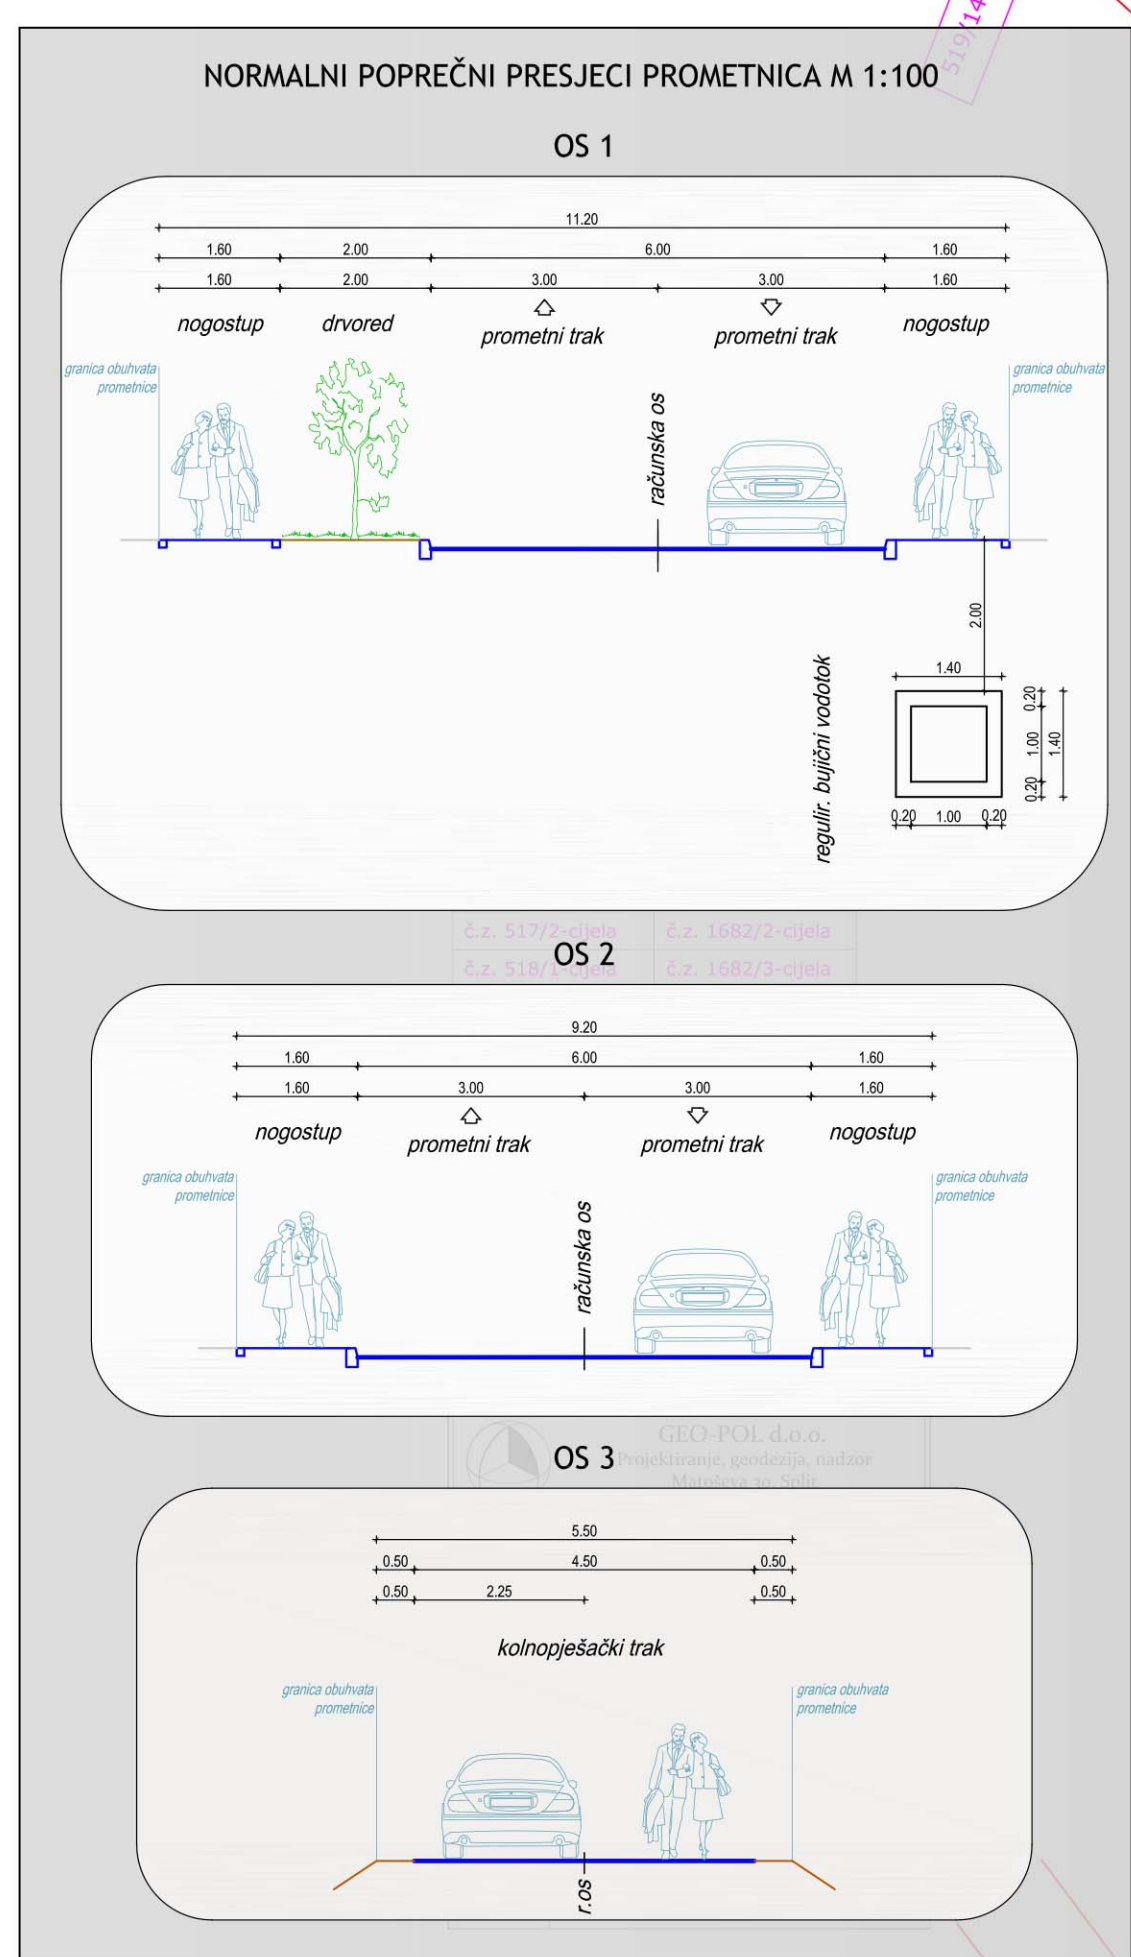 519/14
NORMALNI POPREČNI PRESJECI PROMETNICA M 1:100
OS 1
11.20
1.60 2.00 6.00 1.60
1.60 2.00 3.00 3.00 1.60
nogostup drvored prometni trak prometni trak nogostup
granica obuhvata
prometnice
granica obuhvata
prometnice
računska os
2.00
regulir. bujični vodotok
1.40
0.20 1.00 0.20
1.40
0.20 1.00 0.20
č.z. 517/2-cijela č.z. 1682/2-cijela
OS 2
č.z. 518/1-cijela č.z. 1682/3-cijela
9.20
1.60 6.00 1.60
1.60 3.00 3.00 1.60
nogostup prometni trak prometni trak nogostup
granica obuhvata
prometnice
granica obuhvata
prometnice
računska os
GEO-POL d.o.o.
OS 3
Projektiranje, geodezija, nadzor
Matoševa 30, Split
5.50
0.50 4.50 0.50
0.50 2.25 0.50
kolnopješački trak
granica obuhvata
prometnice
granica obuhvata
prometnice
r.os